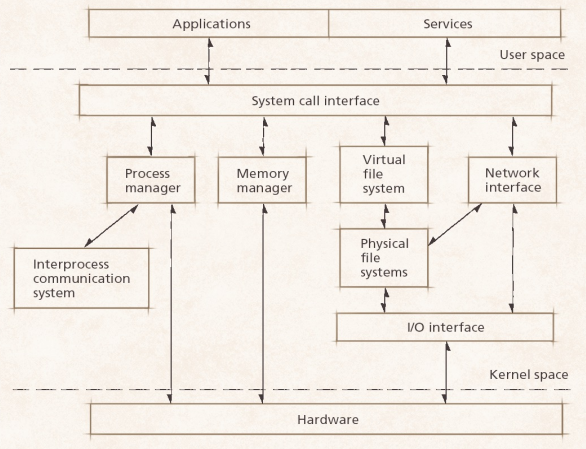 Applications
Services
User space
System call interface
Process
manager
Memory
manager
Virtual
file
system
Network
interface
Interprocess
communication
system
Physical
file
systems
I/O interface
Kernel space
Hardware